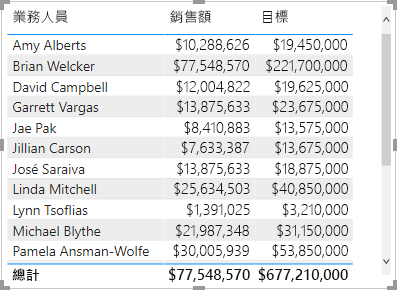 業務人員 銷售額 目標
Amy Alberts $10,288,626 $19,450,000
Brian Welcker $77,548,570 $221,700,000
David Campbell $12,004,822 $19,625,000
Garrett Vargas $13,875,633 $23,675,000
Jae Pak $8,410,883 $13,575,000
Jillian Carson $7,633,387 $13,675,000
José Saraiva $13,875,633 $18,875,000
Linda Mitchell $25,634,503 $40,850,000
Lynn Tsoflias $1,391,025 $3,210,000
Michael Blythe $21,987,348 $31,150,000
Pamela Ansman-Wolfe $30,005,939 $53,850,000
總計 $77,548,570 $677,210,000